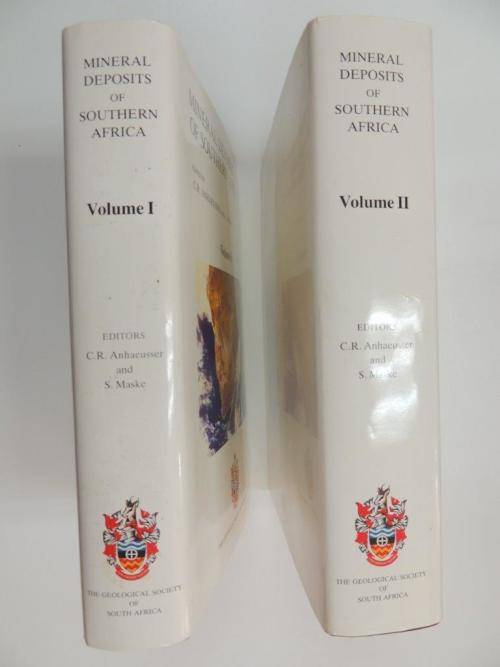 MINERAL
DEPOSITS
OF
SOUTHERN
AFRICA
Volume I
EDITORS
C.R. Anhaeusser
and
S. Maske
THE GEOLOGICAL SOCIETY
OF
SOUTH AFRICA
MINERAL
DEPOSITS
OF
SOUTHERN
AFRICA
Volume II
EDITORS
C.R. Anhaeusser
and
S. Maske
THE GEOLOGICAL SOCIETY
OF
SOUTH AFRICA